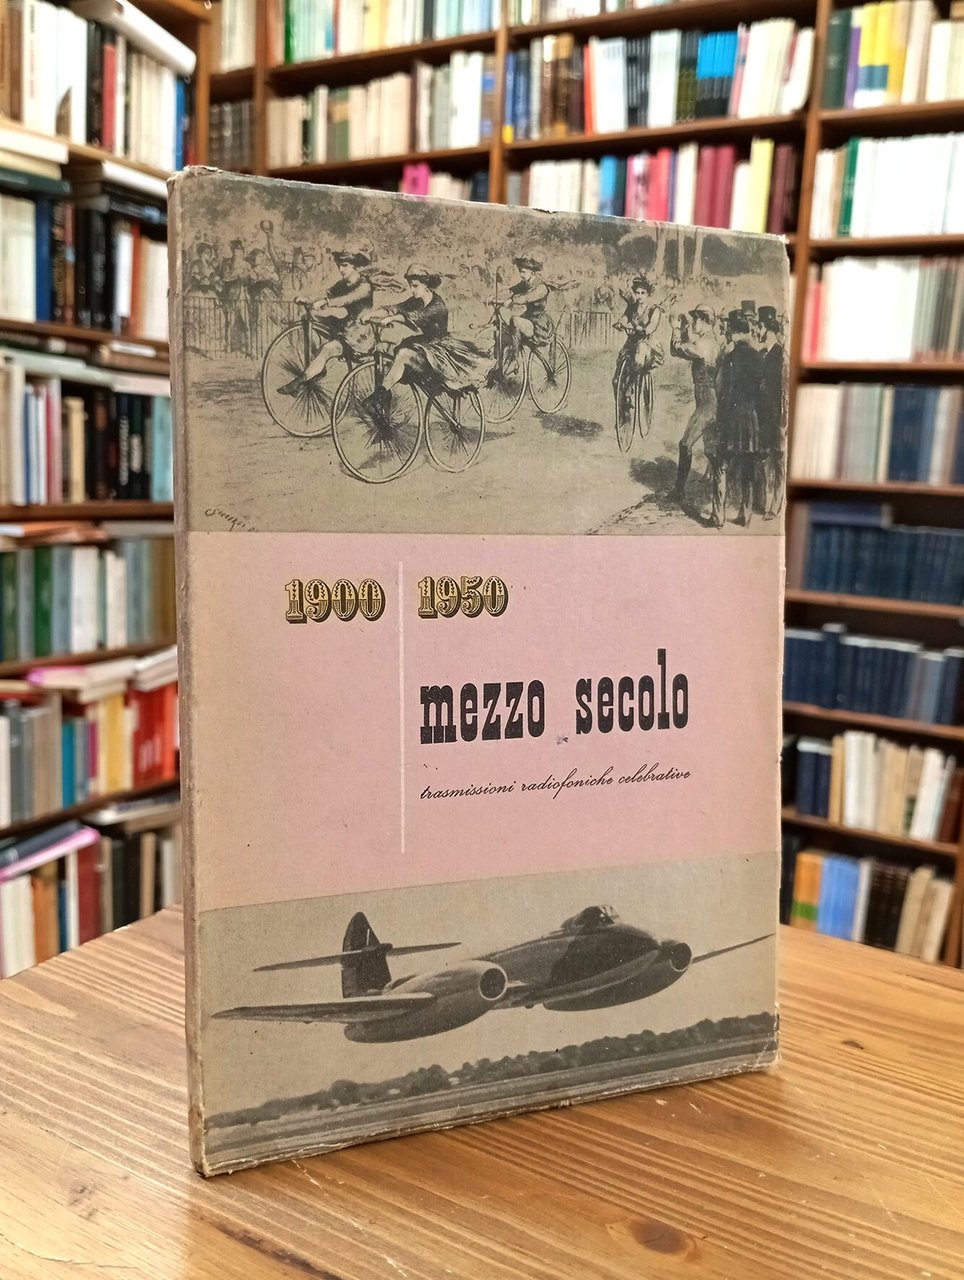 1900 1950
mezzo secolo
trasmissioni radiofoniche celebrative